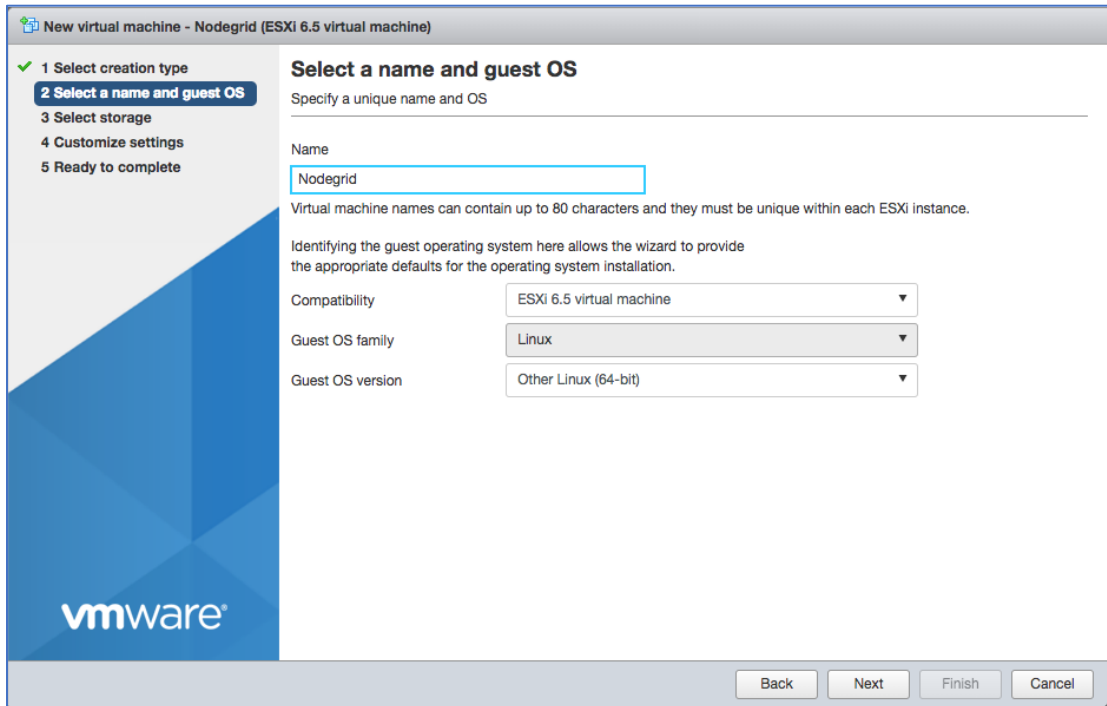 New virtual machine - Nodegrid (ESXi 6.5 virtual machine)
1 Select creation type
2 Select a name and guest OS
3 Select storage
4 Customize settings
5 Ready to complete
vmware®
Select a name and guest OS
Specify a unique name and OS
Name
Nodegrid
Virtual machine names can contain up to 80 characters and they must be unique within each ESXi instance.
Identifying the guest operating system here allows the wizard to provide
the appropriate defaults for the operating system installation.
Compatibility ESXi 6.5 virtual machine
Guest OS family Linux
Guest OS version Other Linux (64-bit)
Back Next Finish Cancel